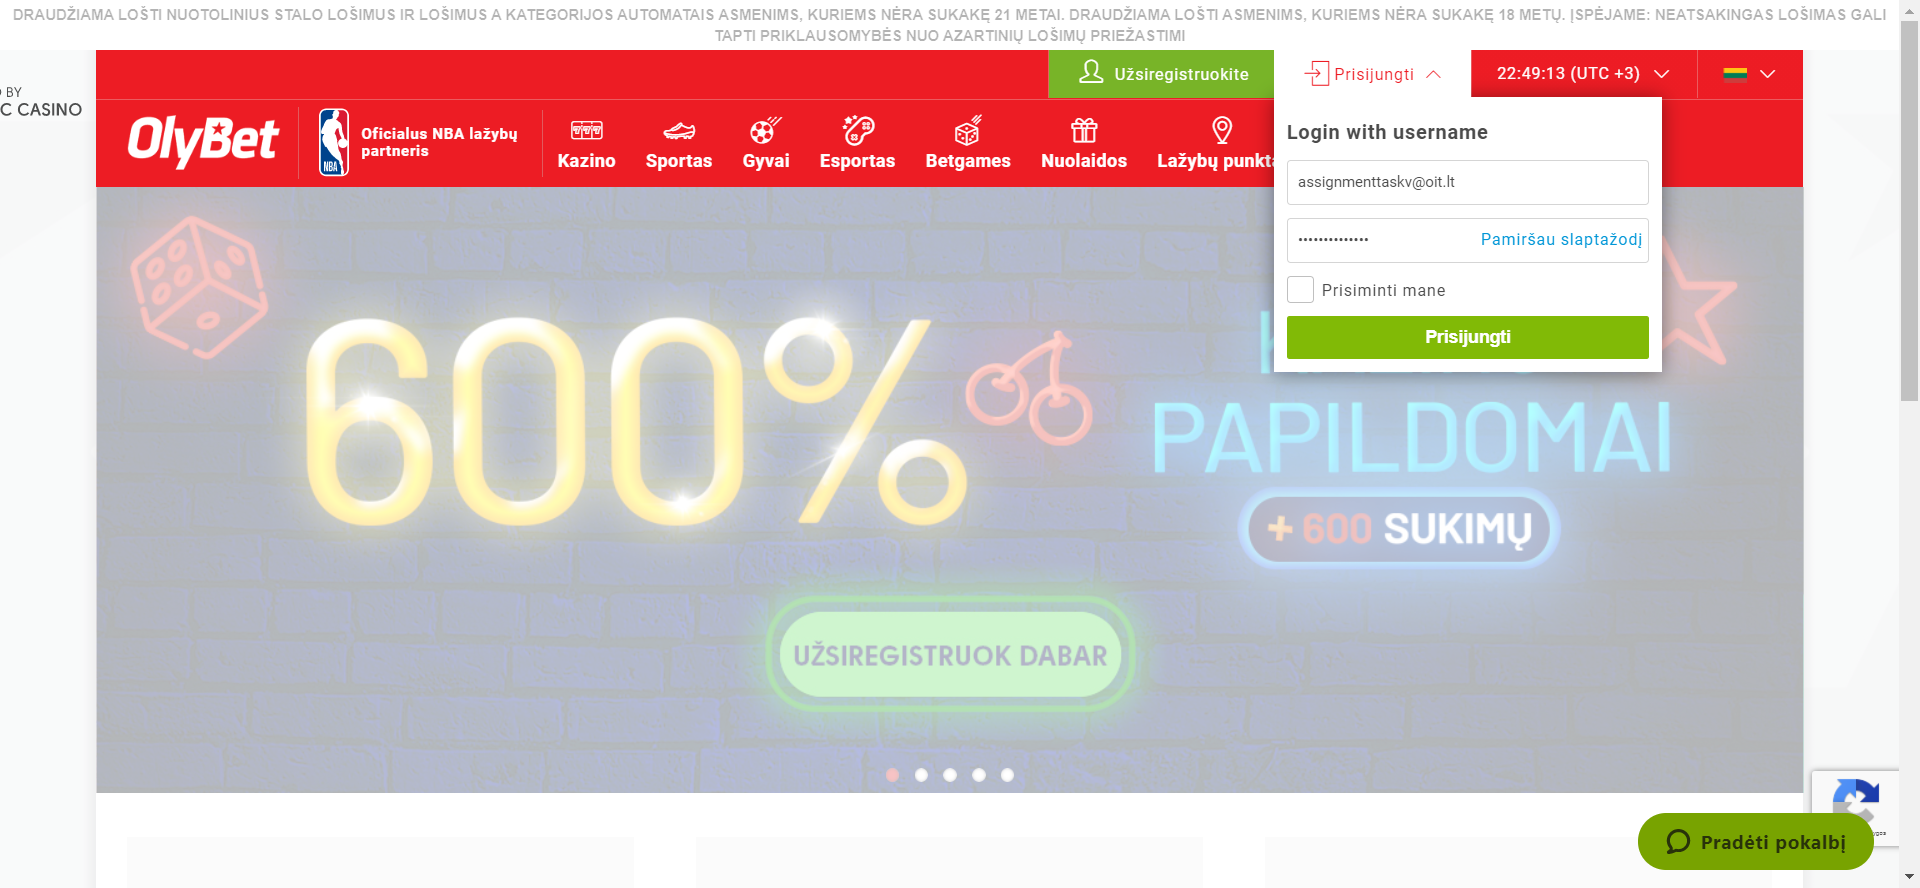 DRAUDŽIAMA LOŠTI NUOTOLINIUS STALO LOŠIMUS IR LOŠIMUS A KATEGORIJOS AUTOMATAIS ASMENIMS, KURIEMS NĖRA SUKAKĘ 21 METAI. DRAUDŽIAMA LOŠTI ASMENIMS, KURIEMS NĖRA SUKAKĘ 18 METŲ. ĮSPĖJAME: NEATSAKINGAS LOŠIMAS GALI
TAPTI PRIKLAUSOMYBĖS NUO AZARTINIŲ LOŠIMŲ PRIEŽASTIMI
Užsiregistruokite
Prisijungti
22:49:13 (UTC +3)
BY
C CASINO
OlyBet
NBA
Oficialus NBA lažybų
partneris
Kazino
Sportas
Gyvai
Esportas
Betgames
Nuolaidos
Lažybų punkta
Login with username
assignmenttaskv@oit.lt
Pamiršau slaptažodį
Prisiminti mane
Prisijungti
600%
PAPILDOMAI
+ 600 SUKIMŲ
UŽSIREGISTRUOK DABAR
Pradėti pokalbį